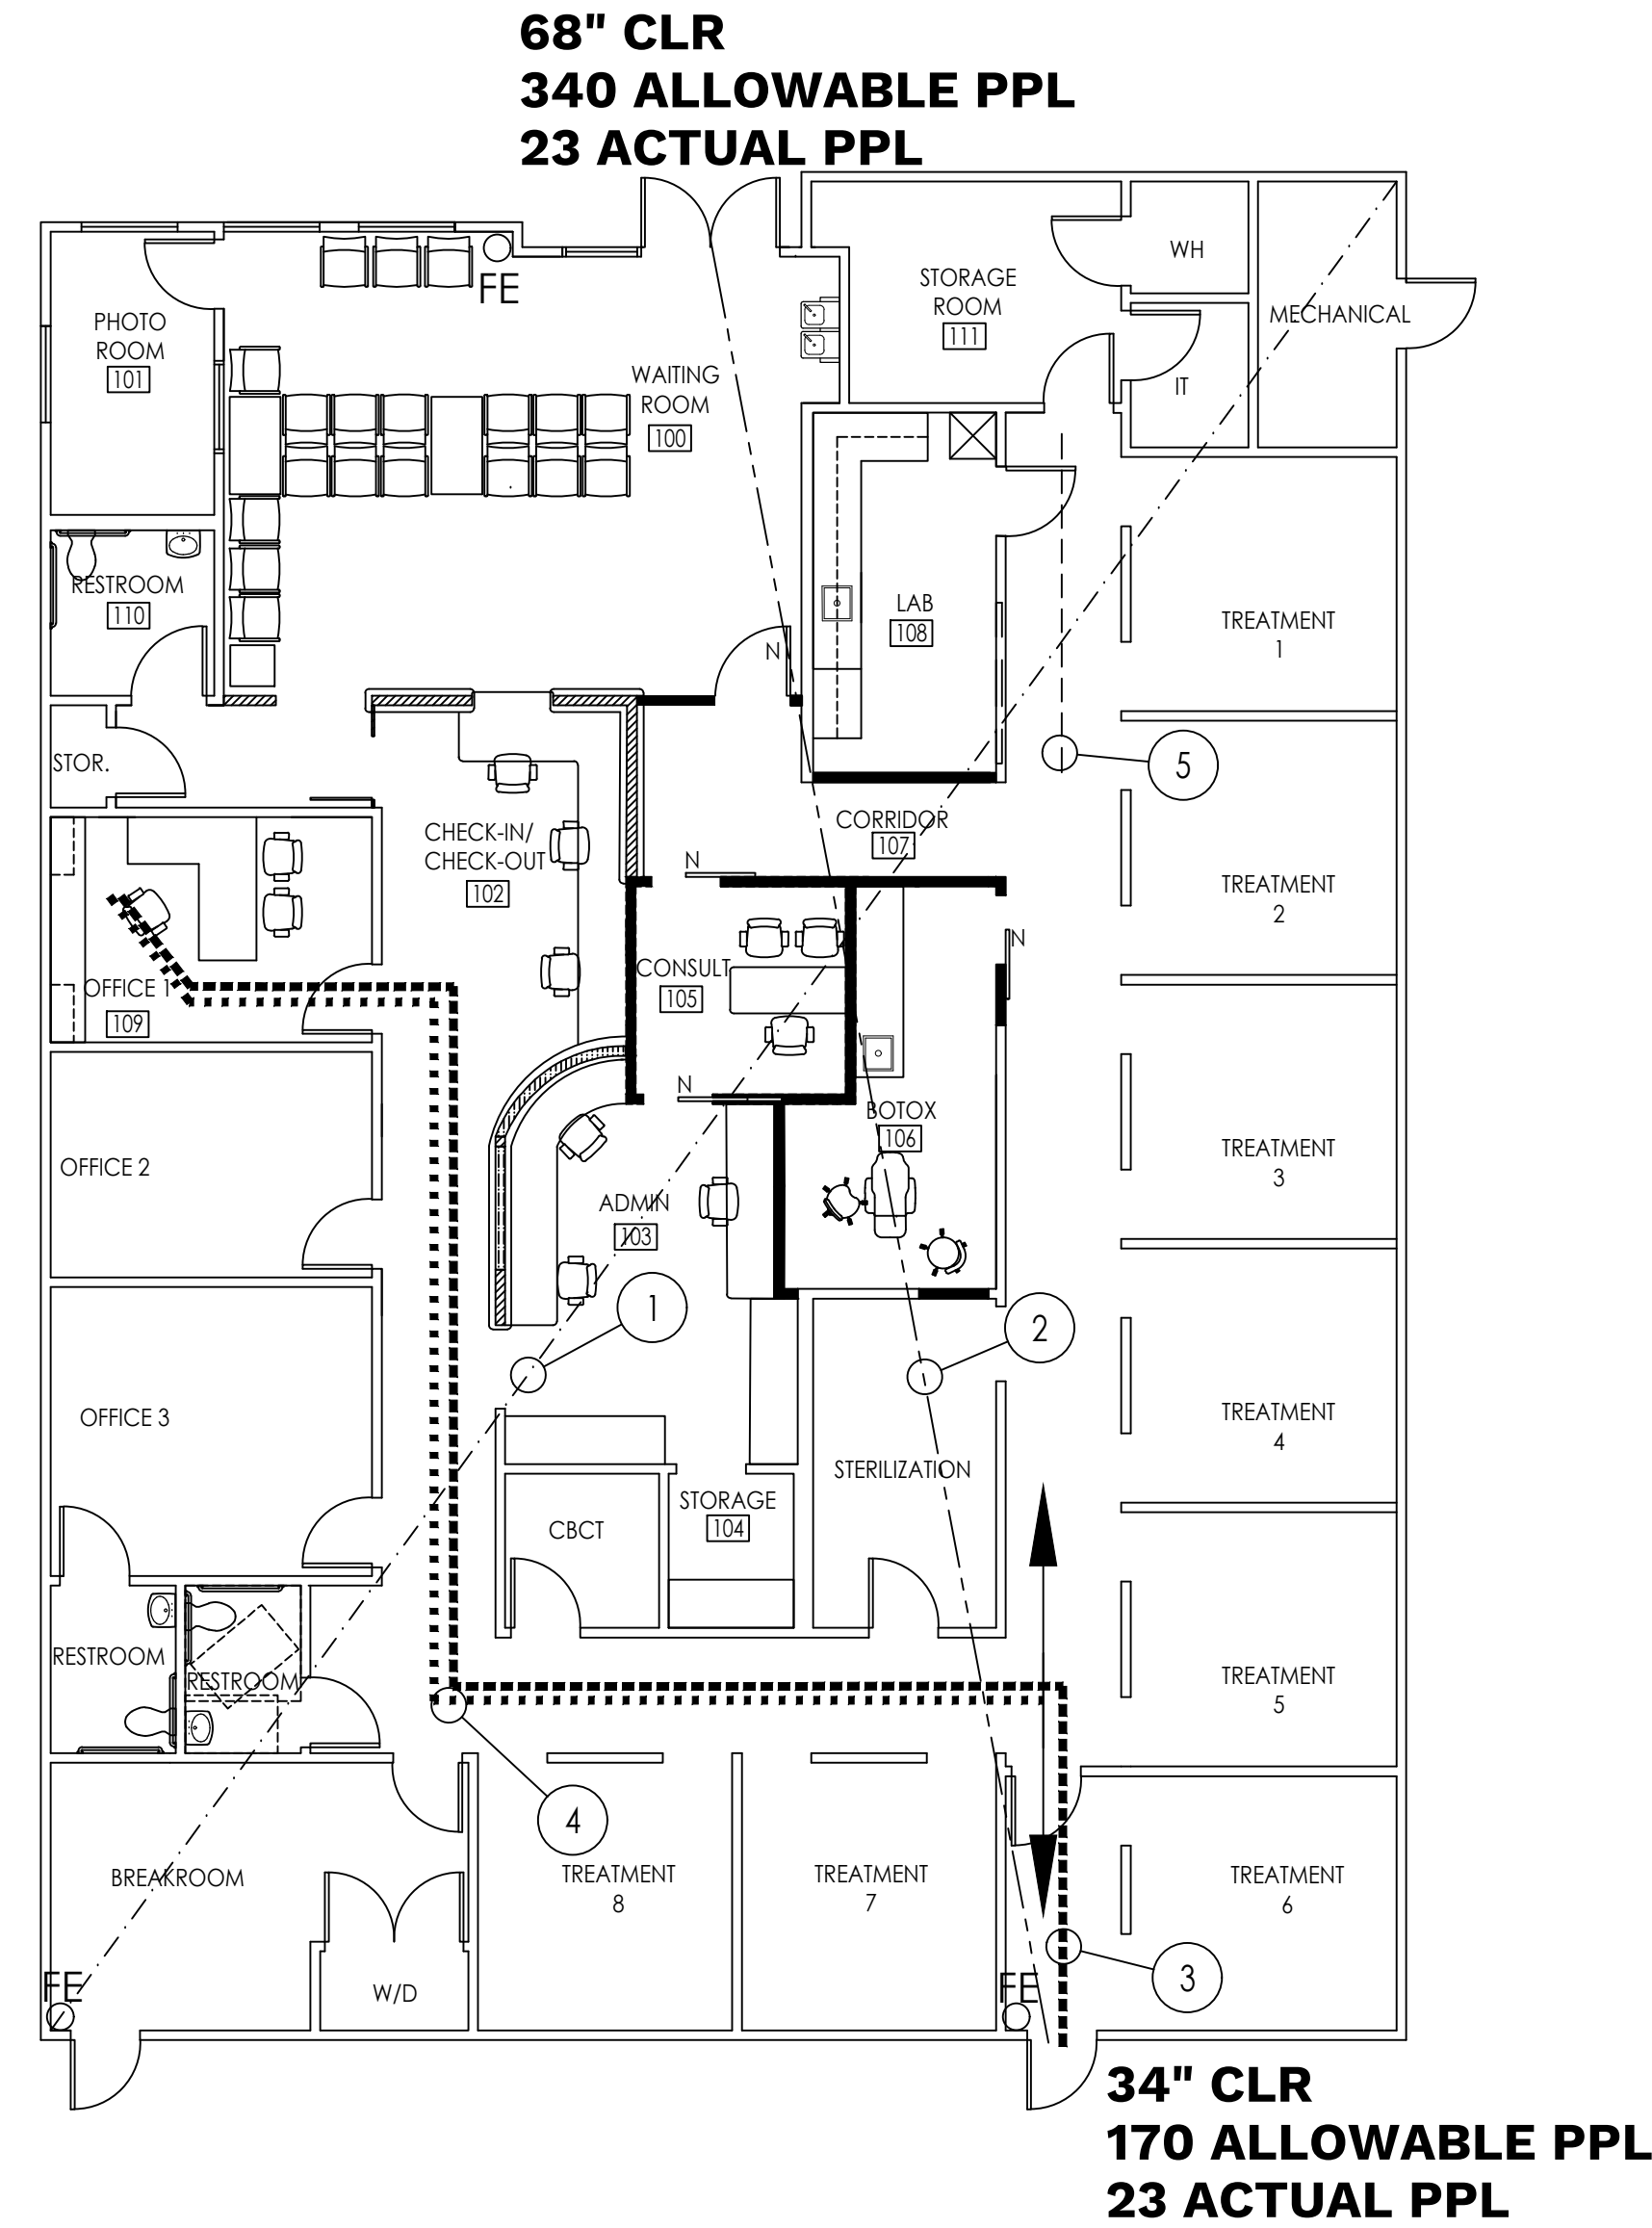 68" CLR
340 ALLOWABLE PPL
23 ACTUAL PPL
WH
STORAGE
ROOM
111
MECHANICAL
FE
PHOTO
ROOM
101
IT
WAITING
ROOM
100
RESTROOM
110
LAB
108
TREATMENT
1
N
STOR.
5
CORRIDOR
107
CHECK-IN/
CHECK-OUT
102
N
TREATMENT
2
N
CONSULT
105
OFFICE 1
109
N
BOTOX
106
TREATMENT
3
OFFICE 2
ADMIN
103
1
2
OFFICE 3
TREATMENT
4
STERILIZATION
STORAGE
104
CBCT
RESTROOM
RESTROOM
TREATMENT
5
4
BREAKROOM
TREATMENT
8
TREATMENT
7
TREATMENT
6
FE
W/D
FE
3
34" CLR
170 ALLOWABLE PPL
23 ACTUAL PPL